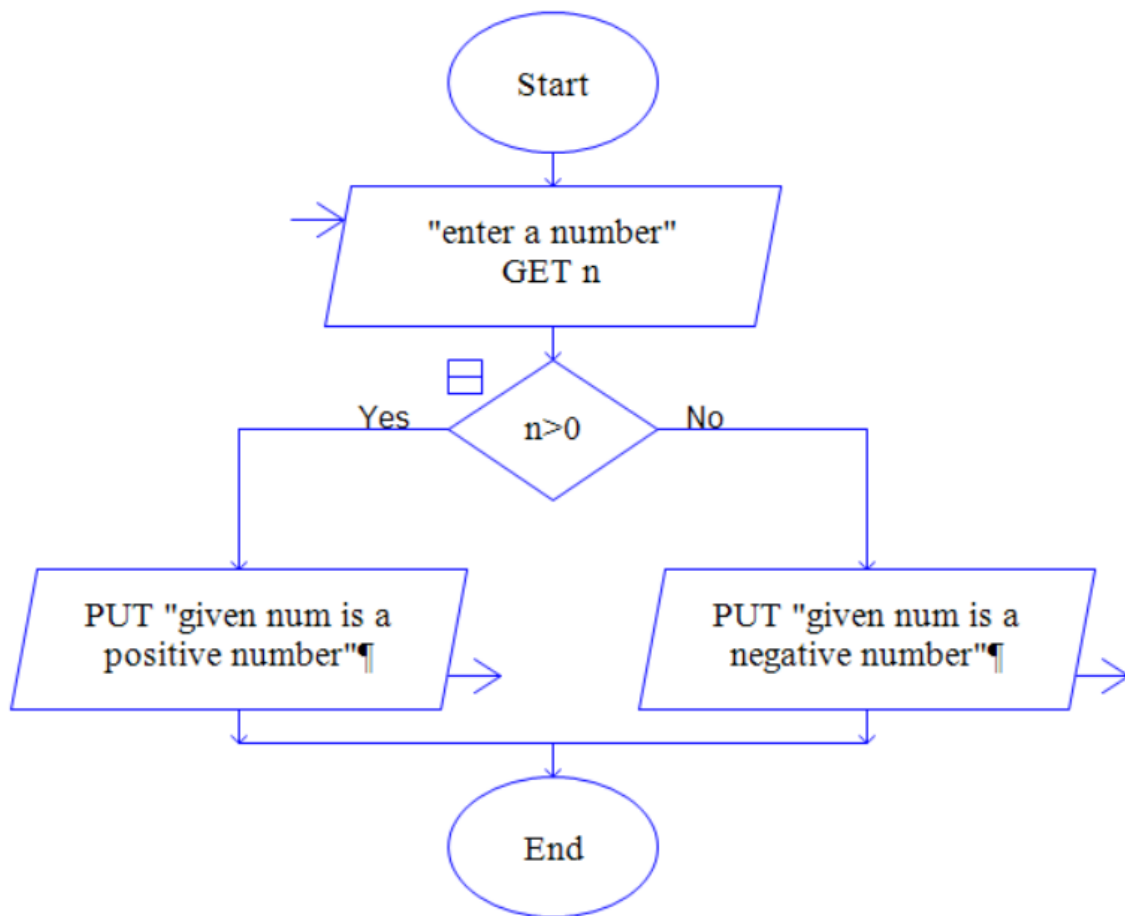 Start
"enter a number"
GET n
Yes
n>0
No
PUT "given num is a
positive number"¶
PUT "given num is a
negative number"¶
End